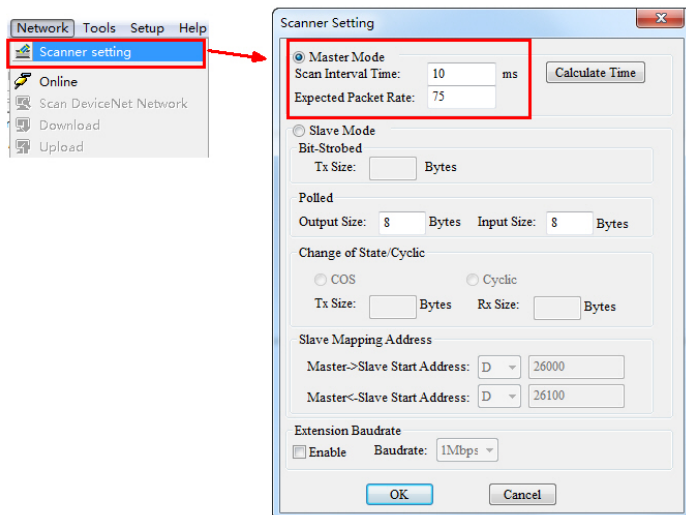 Network Tools Setup Help
Scanner setting
Online
Scan DeviceNet Network
Download
Upload
Scanner Setting
Master Mode
Scan Interval Time: 10 ms Calculate Time
Expected Packet Rate: 75
Slave Mode
Bit-Strobed
Tx Size: Bytes
Polled
Output Size: 8 Bytes Input Size: 8 Bytes
Change of State/Cyclic
COS Cyclic
Tx Size: Bytes Rx Size: Bytes
Slave Mapping Address
Master->Slave Start Address: D 26000
Master<-Slave Start Address: D 26100
Extension Baudrate
Enable Baudrate: 1Mbps
OK Cancel